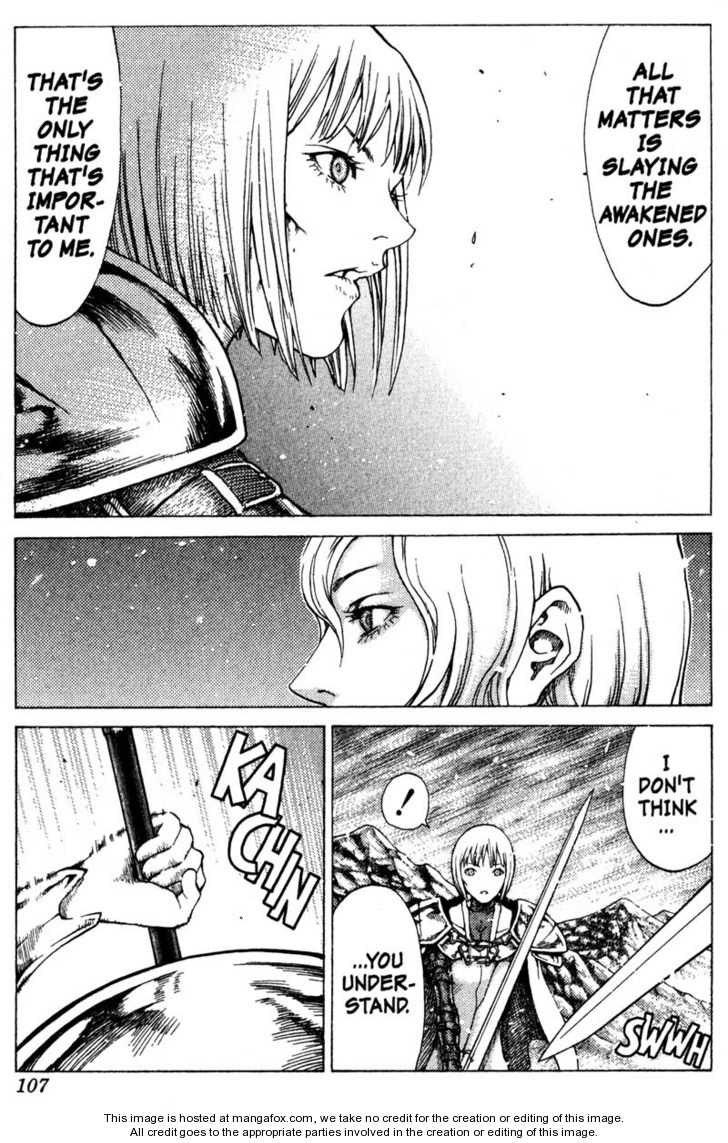 ALL
THAT
MATTERS
IS
SLAYING
THE
AWAKENED
ONES.
THAT'S
THE
ONLY
THING
THAT'S
IMPOR-
TANT
TO ME.
KA
CHIN
I
DON'T
THINK
...
!
...YOU
UNDER-
STAND.
SWWH
107
This image is hosted at mangafox.com, we take no credit for the creation or editing of this image.
All credit goes to the appropriate parties involved in the creation or editing of this image.